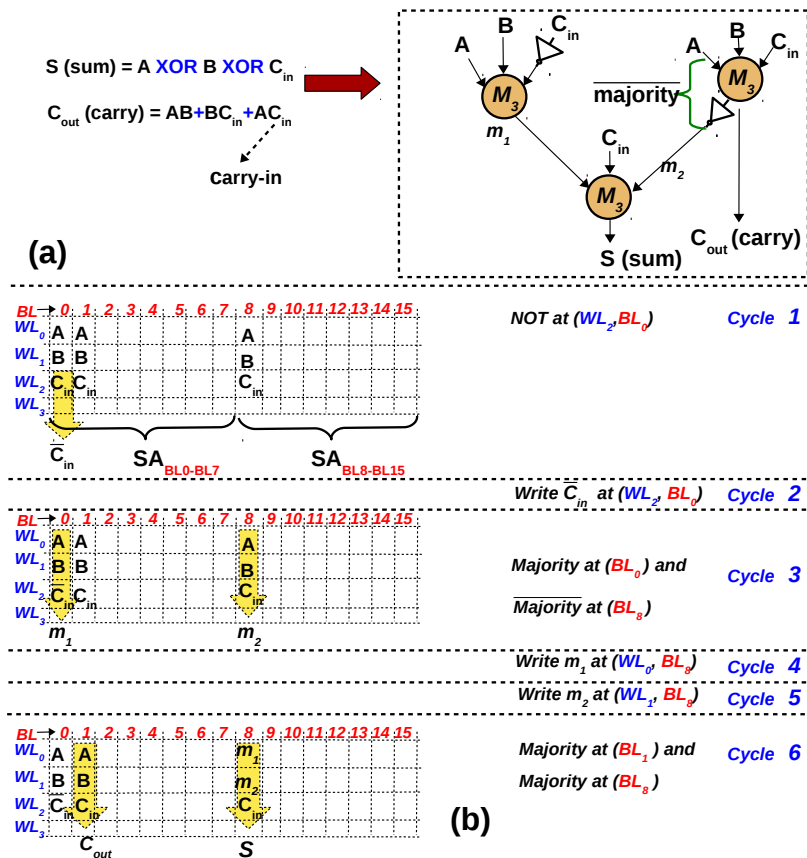 S (sum) = A XOR B XOR C_in
C_out (carry) = AB+BC_in+AC_in
carry-in
(a)
A B C_in
M_3
m_1
A B C_in
M_3
majority̅
m_2
C_in
M_3
S (sum)
C_out (carry)
BL 0 1 2 3 4 5 6 7 8 9 10 11 12 13 14 15
WL_0 A A A
WL_1 B B B
WL_2 C_in C_in C_in
WL_3
C̅_in
SA_BL0-BL7 SA_BL8-BL15
NOT at (WL_2,BL_0) Cycle 1
Write C̅_in at (WL_2, BL_0) Cycle 2
BL 0 1 2 3 4 5 6 7 8 9 10 11 12 13 14 15
WL_0 A A A
WL_1 B B B
WL_2 C̅_in C_in C_in
WL_3
m_1 m_2
Majority at (BL_0) and
Majority̅ at (BL_8)
Cycle 3
Write m_1 at (WL_0, BL_8) Cycle 4
Write m_2 at (WL_1, BL_8) Cycle 5
BL 0 1 2 3 4 5 6 7 8 9 10 11 12 13 14 15
WL_0 A A m_1
WL_1 B B m_2
WL_2 C̅_in C_in C_in
WL_3
C_out S
Majority at (BL_1) and
Majority at (BL_8)
Cycle 6
(b)